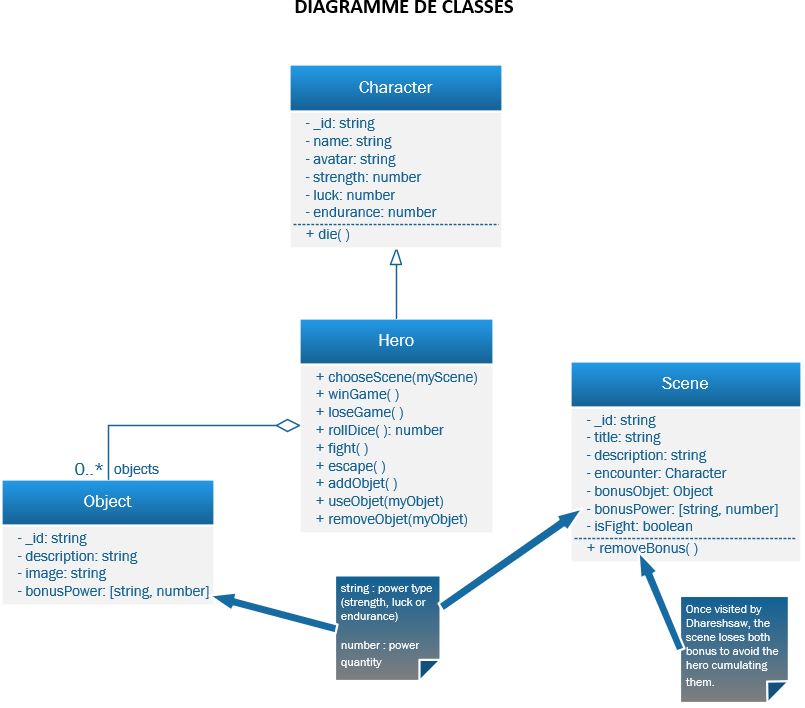 DIAGRAMME DE CLASSES
Character
- _id: string
- name: string
- avatar: string
- strength: number
- luck: number
- endurance: number
+ die( )
Hero
+ chooseScene(myScene)
+ winGame( )
+ loseGame( )
+ rollDice( ): number
+ fight( )
+ escape( )
+ addObjet( )
+ useObjet(myObjet)
+ removeObjet(myObjet)
Scene
- _id: string
- title: string
- description: string
- encounter: Character
- bonusObjet: Object
- bonusPower: [string, number]
- isFight: boolean
+ removeBonus( )
0..* objects
Object
- _id: string
- description: string
- image: string
- bonusPower: [string, number]
string : power type
(strength, luck or
endurance)
number : power
quantity
Once visited by
Dhareshsaw, the
scene loses both
bonus to avoid the
hero cumulating
them.